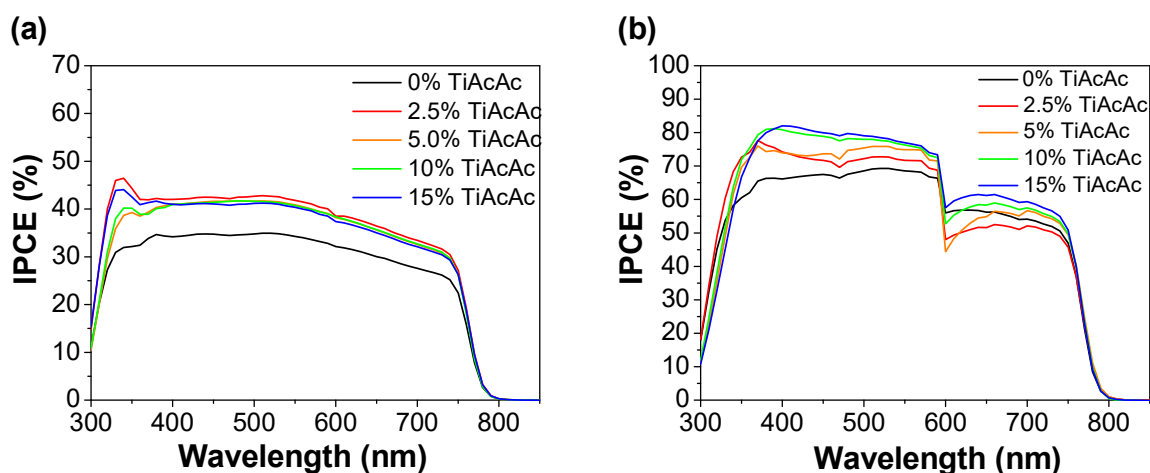 (a)
70
60
50
40
30
20
10
0
IPCE (%)
300 400 500 600 700 800
Wavelength (nm)
0% TiAcAc
2.5% TiAcAc
5.0% TiAcAc
10% TiAcAc
15% TiAcAc
(b)
100
90
80
70
60
50
40
30
20
10
0
IPCE (%)
300 400 500 600 700 800
Wavelength (nm)
0% TiAcAc
2.5% TiAcAc
5% TiAcAc
10% TiAcAc
15% TiAcAc